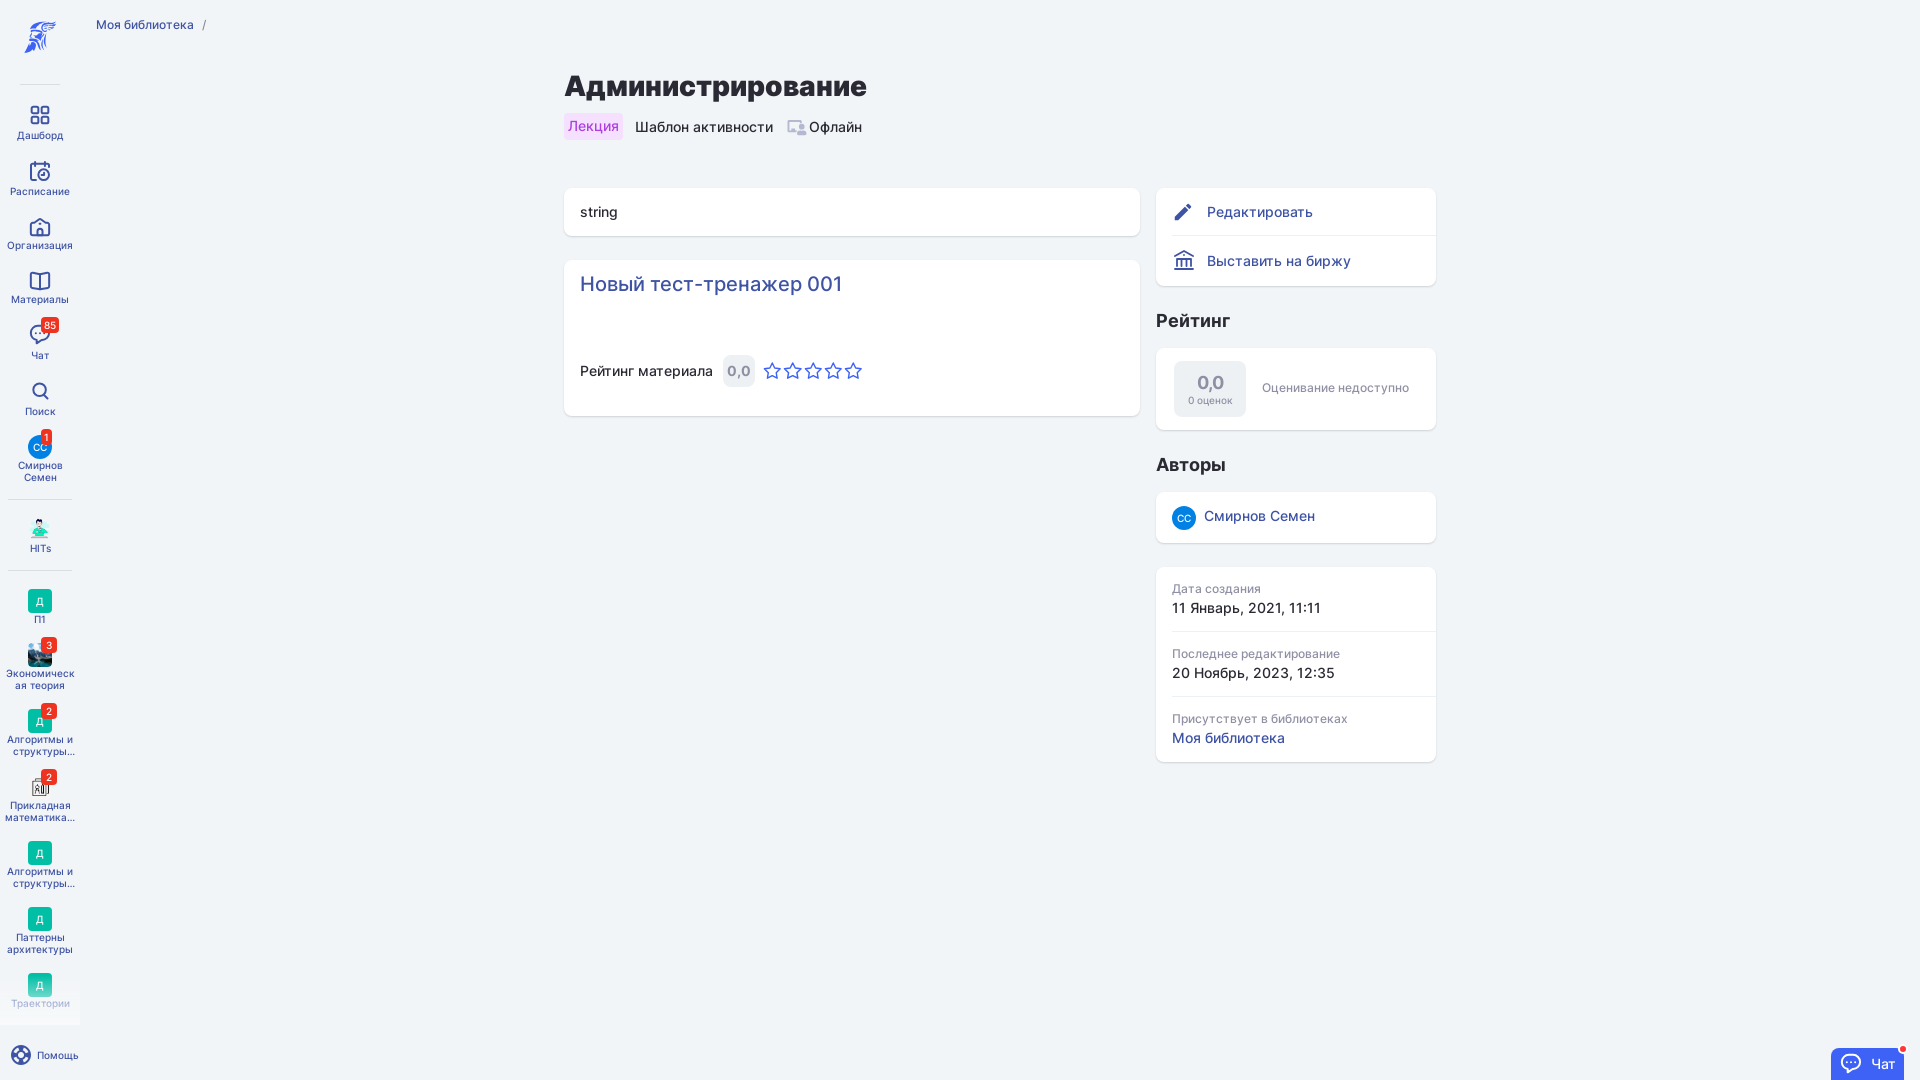 Моя библиотека /
Администрирование
Лекция Шаблон активности Офлайн
string
Новый тест-тренажер 001
Рейтинг материала 0,0
Редактировать
Выставить на биржу
Рейтинг
0,0
0 оценок
Оценивание недоступно
Авторы
СС Смирнов Семен
Дата создания
11 Январь, 2021, 11:11
Последнее редактирование
20 Ноябрь, 2023, 12:35
Присутствует в библиотеках
Моя библиотека
Дашборд
Расписание
Организация
Материалы
85
Чат
Поиск
1
СС
Смирнов
Семен
HITs
Д
П1
3
Экономическ
ая теория
2
Д
Алгоритмы и
структуры...
2
Прикладная
математика...
Д
Алгоритмы и
структуры...
Д
Паттерны
архитектуры
Д
Траектории
Помощь
Чат